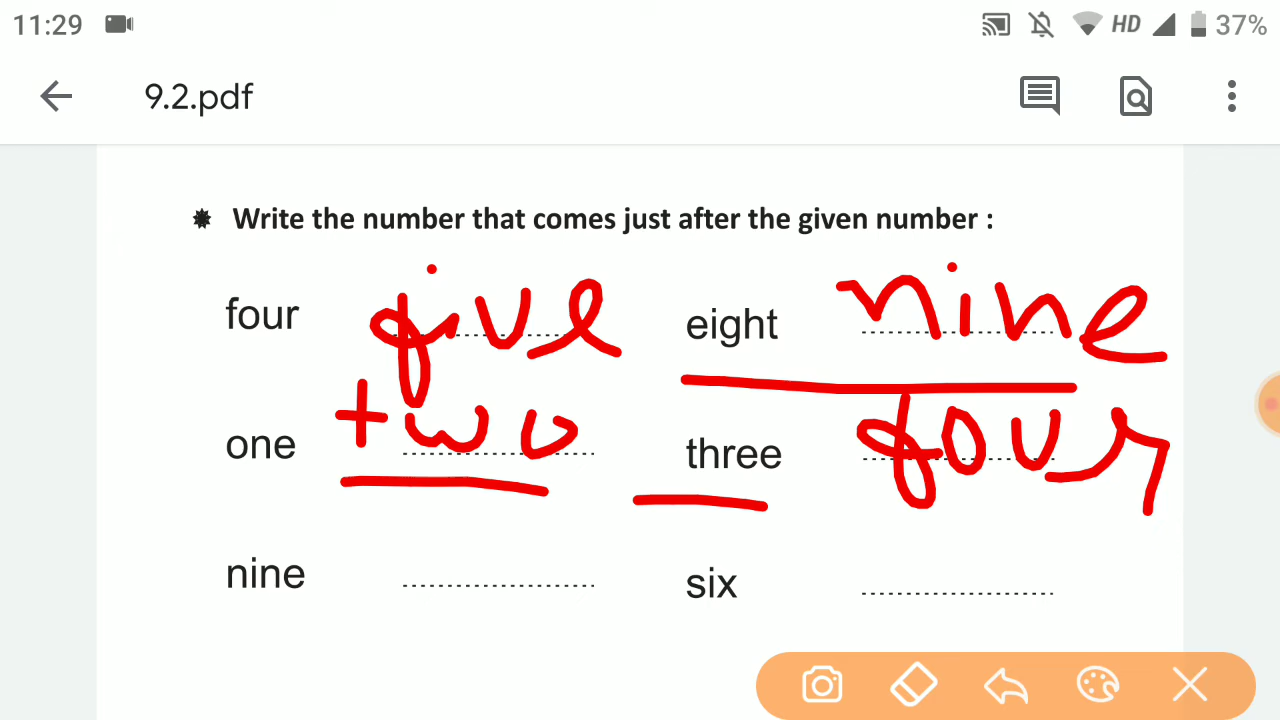 11:29 HD 37%
9.2.pdf
✷ Write the number that comes just after the given number :
four five eight nine
one two three four
nine .................... six ....................